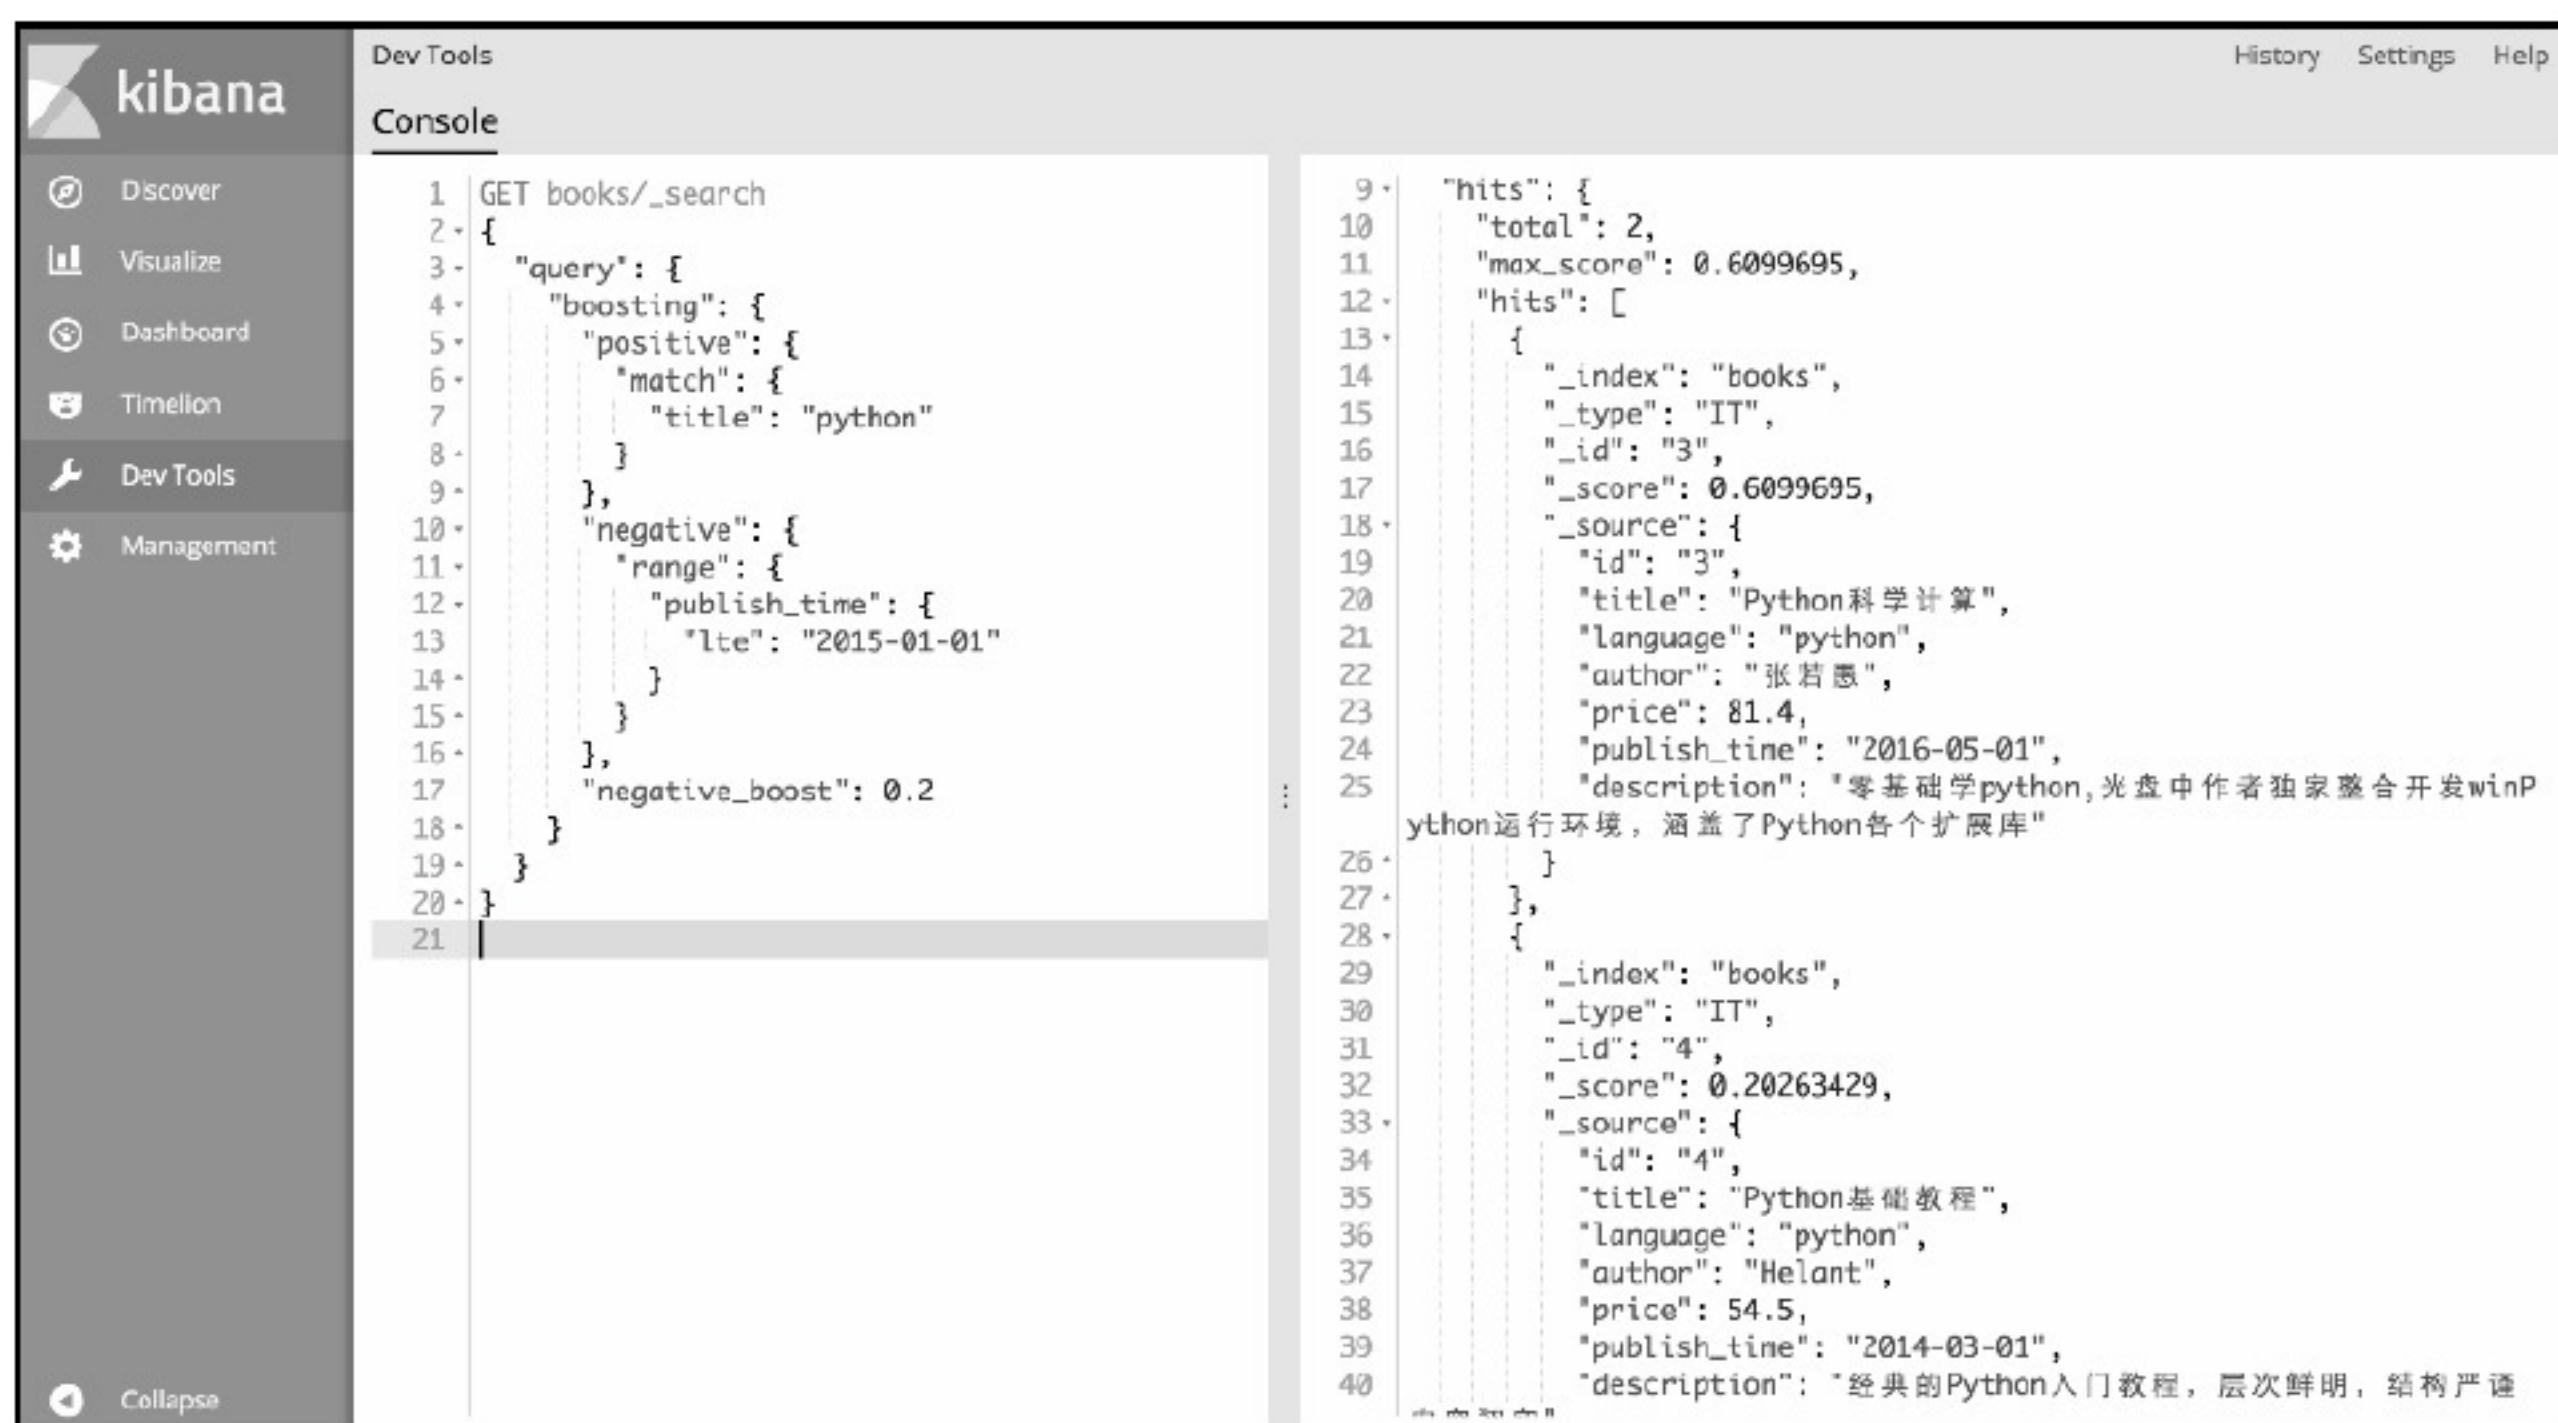 kibana
Discover
Visualize
Dashboard
Timelion
Dev Tools
Management
Collapse
Dev Tools
History Settings Help
Console
1 GET books/_search
2 {
3 "query": {
4 "boosting": {
5 "positive": {
6 "match": {
7 "title": "python"
8 }
9 },
10 "negative": {
11 "range": {
12 "publish_time": {
13 "lte": "2015-01-01"
14 }
15 }
16 },
17 "negative_boost": 0.2
18 }
19 }
20 }
21
9 "hits": {
10 "total": 2,
11 "max_score": 0.6099695,
12 "hits": [
13 {
14 "_index": "books",
15 "_type": "IT",
16 "_id": "3",
17 "_score": 0.6099695,
18 "_source": {
19 "id": "3",
20 "title": "Python科学计算",
21 "language": "python",
22 "author": "张若愚",
23 "price": 81.4,
24 "publish_time": "2016-05-01",
25 "description": "零基础学python,光盘中作者独家整合开发winP
ython运行环境，涵盖了Python各个扩展库"
26 }
27 },
28 {
29 "_index": "books",
30 "_type": "IT",
31 "_id": "4",
32 "_score": 0.20263429,
33 "_source": {
34 "id": "4",
35 "title": "Python基础教程",
36 "language": "python",
37 "author": "Helant",
38 "price": 54.5,
39 "publish_time": "2014-03-01",
40 "description": "经典的Python入门教程，层次鲜明，结构严谨